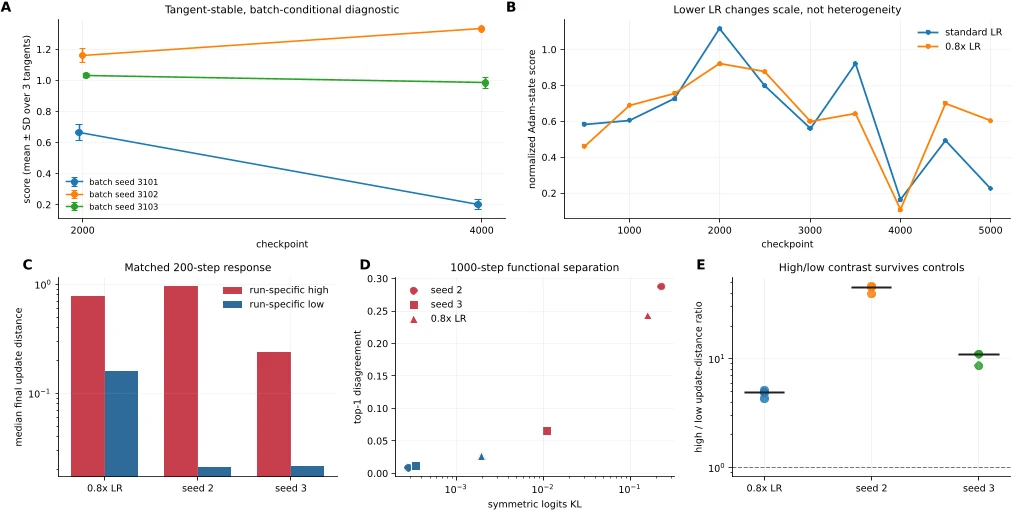 A
Tangent-stable, batch-conditional diagnostic
score (mean ± SD over 3 tangents)
1.2
1.0
0.8
0.6
0.4
0.2
batch seed 3101
batch seed 3102
batch seed 3103
2000
4000
checkpoint
B
Lower LR changes scale, not heterogeneity
normalized Adam-state score
1.0
0.8
0.6
0.4
0.2
standard LR
0.8x LR
1000
2000
3000
4000
5000
checkpoint
C
Matched 200-step response
median final update distance
10⁰
10⁻¹
run-specific high
run-specific low
0.8x LR
seed 2
seed 3
D
1000-step functional separation
top-1 disagreement
0.30
0.25
0.20
0.15
0.10
0.05
0.00
seed 2
seed 3
0.8x LR
10⁻³
10⁻²
10⁻¹
symmetric logits KL
E
High/low contrast survives controls
high / low update-distance ratio
10¹
10⁰
0.8x LR
seed 2
seed 3